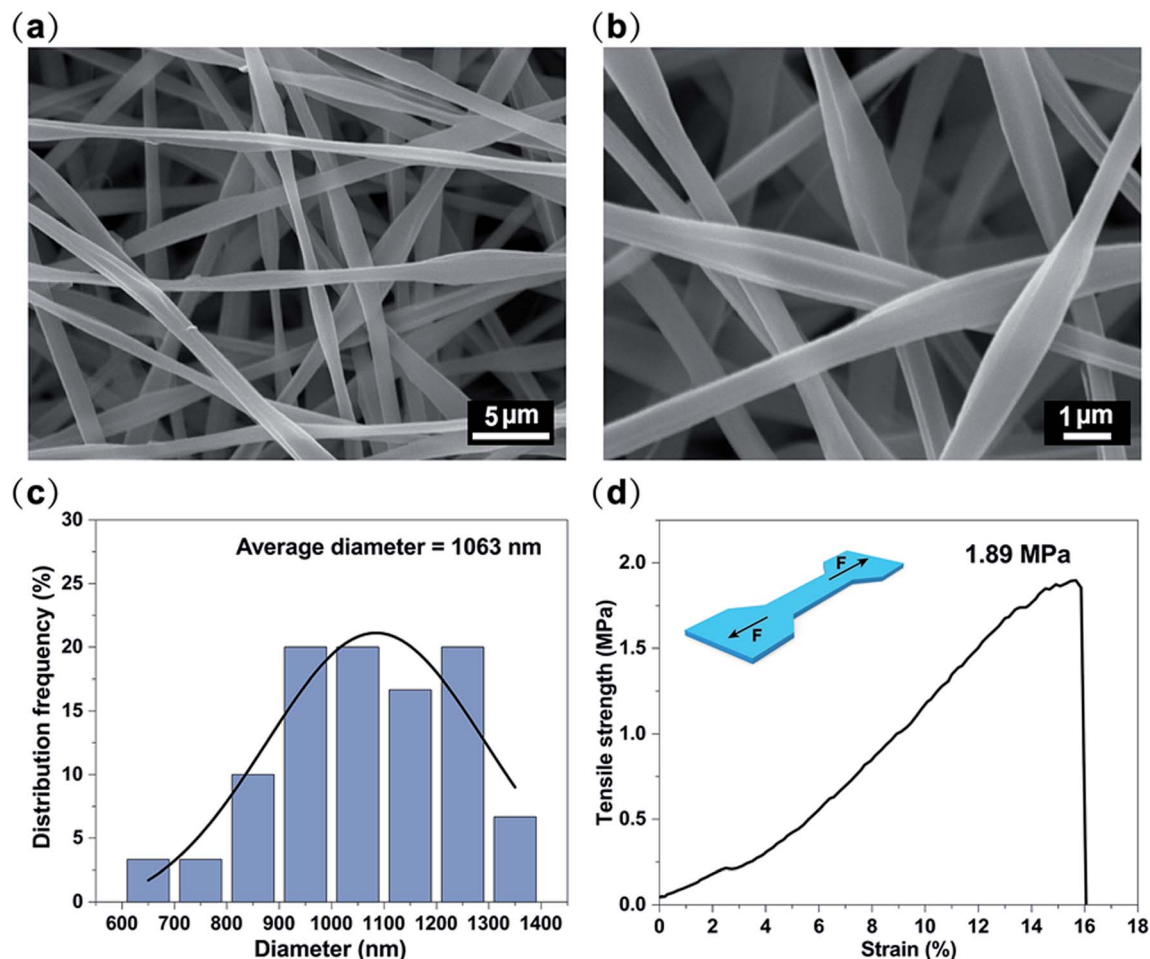 (a)
(b)
5 μm
1 μm
(c)
(d)
30
25
20
15
10
5
0
Distribution frequency (%)
Average diameter = 1063 nm
600 700 800 900 1000 1100 1200 1300 1400
Diameter (nm)
2.0
1.5
1.0
0.5
0.0
Tensile strength (MPa)
1.89 MPa
F
F
0 2 4 6 8 10 12 14 16 18
Strain (%)